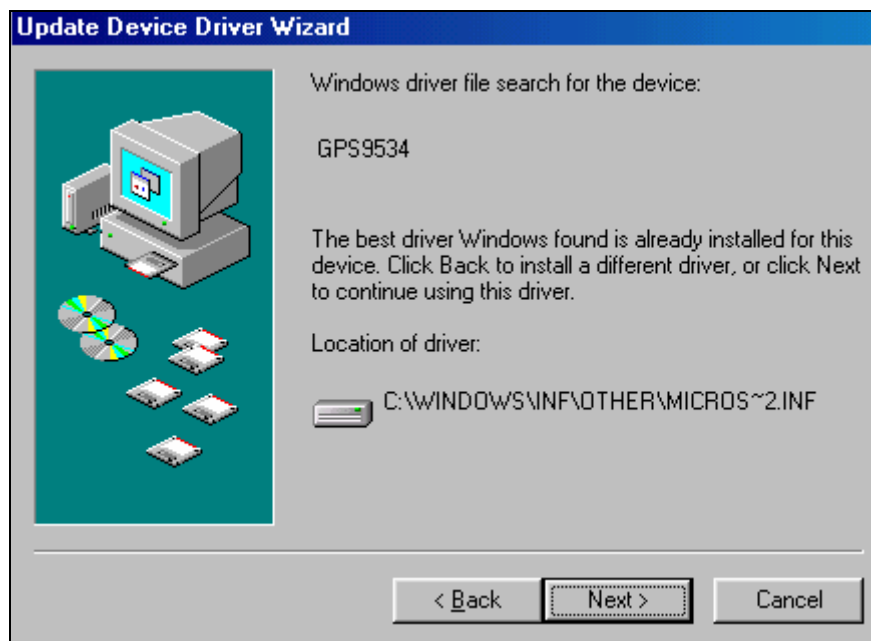 Update Device Driver Wizard
Windows driver file search for the device:
GPS9534
The best driver Windows found is already installed for this
device. Click Back to install a different driver, or click Next
to continue using this driver.
Location of driver:
C:\WINDOWS\INF\OTHER\MICROS~2.INF
< Back
Next >
Cancel